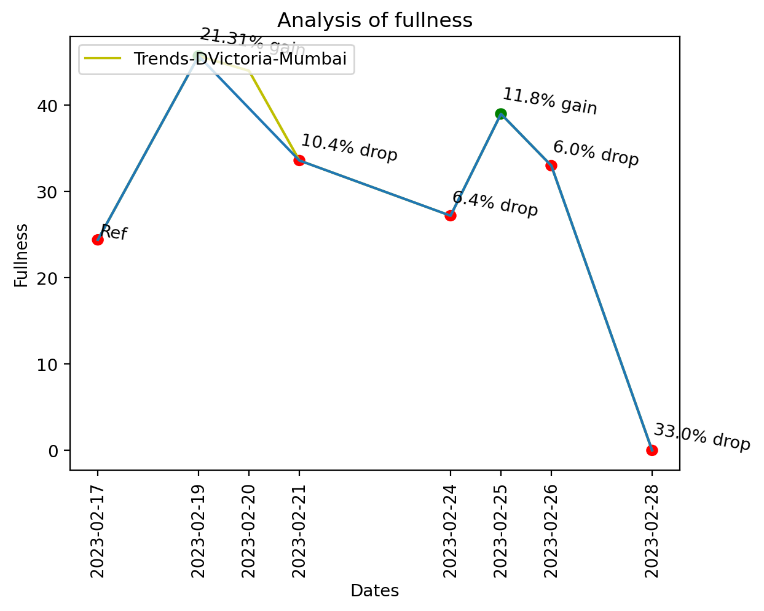 Analysis of fullness
21.31% gain
Trends-DVictoria-Mumbai
11.8% gain
10.4% drop
6.0% drop
6.4% drop
Ref
33.0% drop
40
30
20
10
0
Fullness
2023-02-17
2023-02-19
2023-02-20
2023-02-21
2023-02-24
2023-02-25
2023-02-26
2023-02-28
Dates